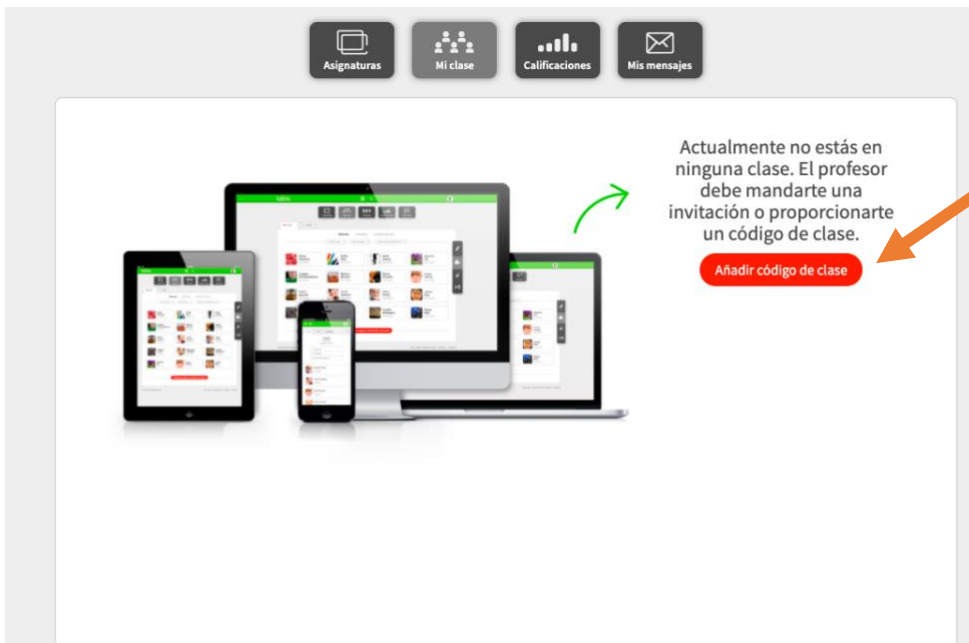 Asignaturas
Mi clase
Calificaciones
Mis mensajes
Actualmente no estás en
ninguna clase. El profesor
debe mandarte una
invitación o proporcionarte
un código de clase.
Añadir código de clase